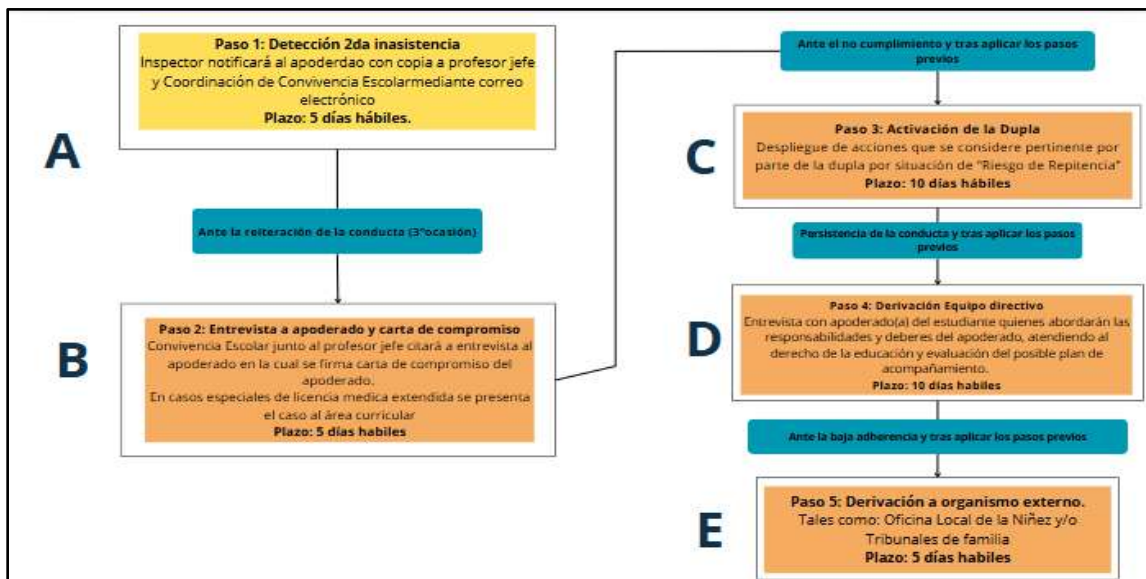 A
Paso 1: Detección 2da inasistencia
Inspector notificará al apoderdao con copia a profesor jefe
y Coordinación de Convivencia Escolarmediante correo
electrónico
Plazo: 5 días hábiles.
Ante la reiteración de la conducta (3°ocasión)
B
Paso 2: Entrevista a apoderado y carta de compromiso
Convivencia Escolar junto al profesor jefe citará a entrevista al
apoderado en la cual se firma carta de compromiso del
apoderado.
En casos especiales de licencia medica extendida se presenta
el caso al área curricular
Plazo: 5 días habiles
Ante el no cumplimiento y tras aplicar los pasos
previos
C
Paso 3: Activación de la Dupla
Despliegue de acciones que se considere pertinente por
parte de la dupla por situación de "Riesgo de Repitencia"
Plazo: 10 días hábiles
Persistencia de la conducta y tras aplicar los pasos
previos
D
Paso 4: Derivación Equipo directivo
Entrevista con apoderado(a) del estudiante quienes abordarán las
responsabilidades y deberes del apoderado, atendiendo al
derecho de la educación y evaluación del posible plan de
acompañamiento.
Plazo: 10 días habiles
Ante la baja adherencia y tras aplicar los pasos previos
E
Paso 5: Derivación a organismo externo.
Tales como: Oficina Local de la Niñez y/o
Tribunales de familia
Plazo: 5 días habiles